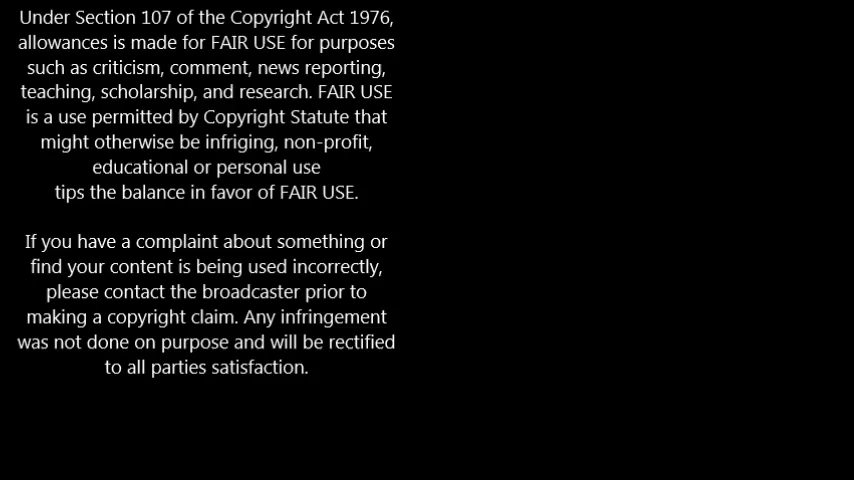 Under Section 107 of the Copyright Act 1976,
allowances is made for FAIR USE for purposes
such as criticism, comment, news reporting,
teaching, scholarship, and research. FAIR USE
is a use permitted by Copyright Statute that
might otherwise be infriging, non-profit,
educational or personal use
tips the balance in favor of FAIR USE.
If you have a complaint about something or
find your content is being used incorrectly,
please contact the broadcaster prior to
making a copyright claim. Any infringement
was not done on purpose and will be rectified
to all parties satisfaction.